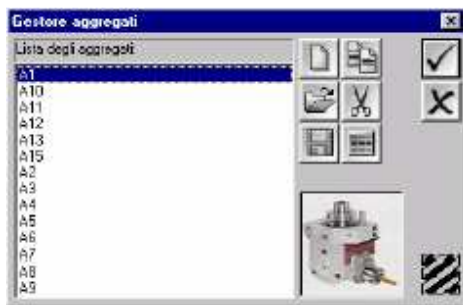 Gestore aggregati
Lista degli aggregati:
A1
A10
A11
A12
A13
A15
A2
A3
A4
A5
A6
A7
A8
A9